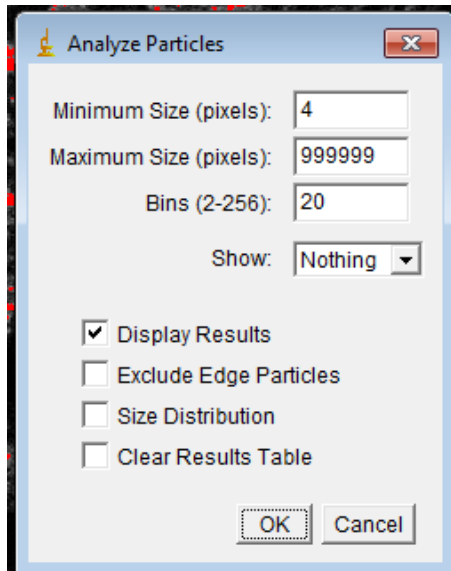 Analyze Particles
Minimum Size (pixels): 4
Maximum Size (pixels): 999999
Bins (2-256): 20
Show: Nothing
Display Results
Exclude Edge Particles
Size Distribution
Clear Results Table
OK Cancel